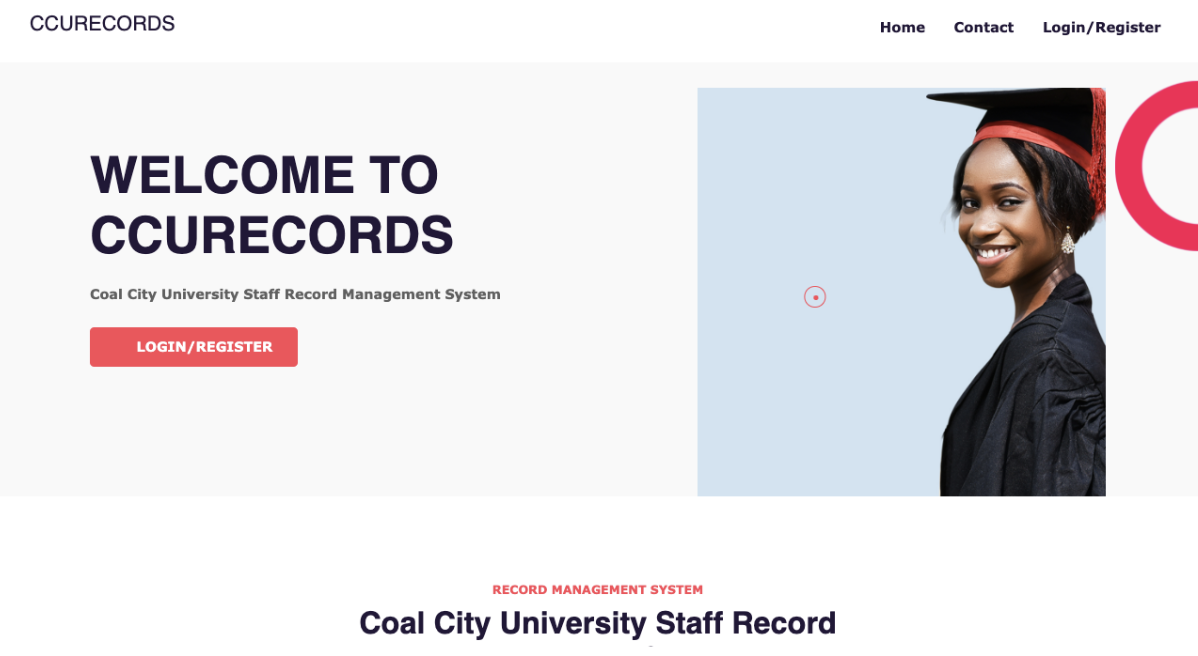 CCURECORDS
Home Contact Login/Register
WELCOME TO
CCURECORDS
Coal City University Staff Record Management System
LOGIN/REGISTER
RECORD MANAGEMENT SYSTEM
Coal City University Staff Record